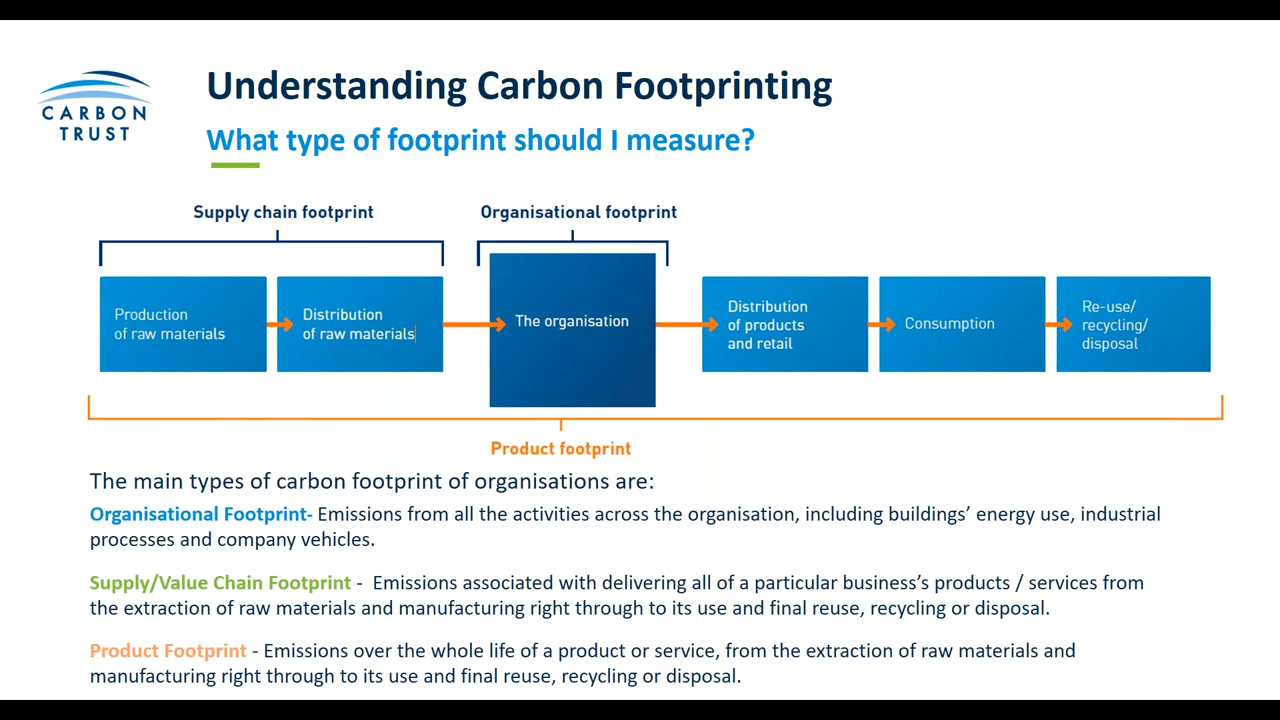 CARBON
TRUST
Understanding Carbon Footprinting
What type of footprint should I measure?
Supply chain footprint
Organisational footprint
Production
of raw materials
Distribution
of raw materials
The organisation
Distribution
of products
and retail
Consumption
Re-use/
recycling/
disposal
Product footprint
The main types of carbon footprint of organisations are:
Organisational Footprint- Emissions from all the activities across the organisation, including buildings’ energy use, industrial
processes and company vehicles.
Supply/Value Chain Footprint - Emissions associated with delivering all of a particular business’s products / services from
the extraction of raw materials and manufacturing right through to its use and final reuse, recycling or disposal.
Product Footprint - Emissions over the whole life of a product or service, from the extraction of raw materials and
manufacturing right through to its use and final reuse, recycling or disposal.